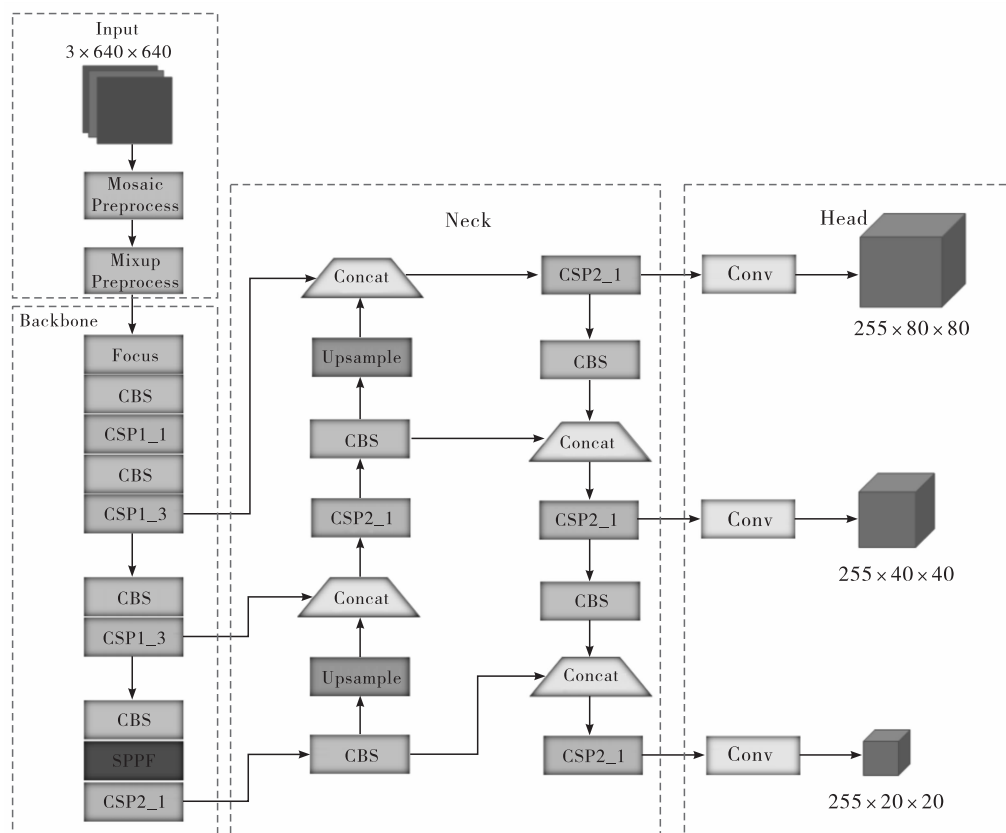 Input
3×640×640
Mosaic
Preprocess
Mixup
Preprocess
Backbone
Focus
CBS
CSP1_1
CBS
CSP1_3
CBS
CSP1_3
CBS
SPPF
CSP2_1
Neck
Concat
Upsample
CBS
CSP2_1
Concat
Upsample
CBS
CSP2_1
CBS
Concat
CSP2_1
CBS
Concat
CSP2_1
Head
Conv
255×80×80
Conv
255×40×40
Conv
255×20×20